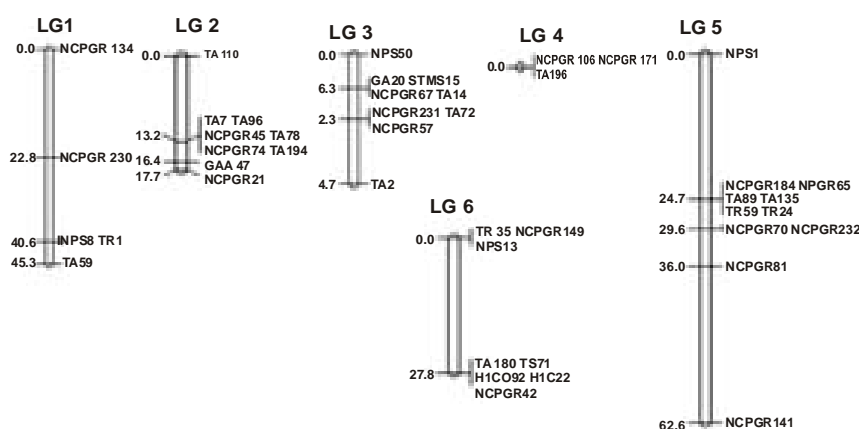 LG1
0.0 NCPGR 134
22.8 NCPGR 230
40.6 INPS8 TR1
45.3 TA59
LG 2
0.0 TA 110
TA7 TA96
13.2 NCPGR45 TA78
NCPGR74 TA194
16.4 GAA 47
17.7 NCPGR21
LG 3
0.0 NPS50
GA20 STMS15
6.3 NCPGR67 TA14
NCPGR231 TA72
2.3 NCPGR57
4.7 TA2
LG 4
NCPGR 106 NCPGR 171
0.0 TA196
LG 5
0.0 NPS1
NCPGR184 NPGR65
24.7 TA89 TA135
TR59 TR24
29.6 NCPGR70 NCPGR232
36.0 NCPGR81
62.6 NCPGR141
LG 6
TR 35 NCPGR149
0.0 NPS13
TA 180 TS71
27.8 H1CO92 H1C22
NCPGR42